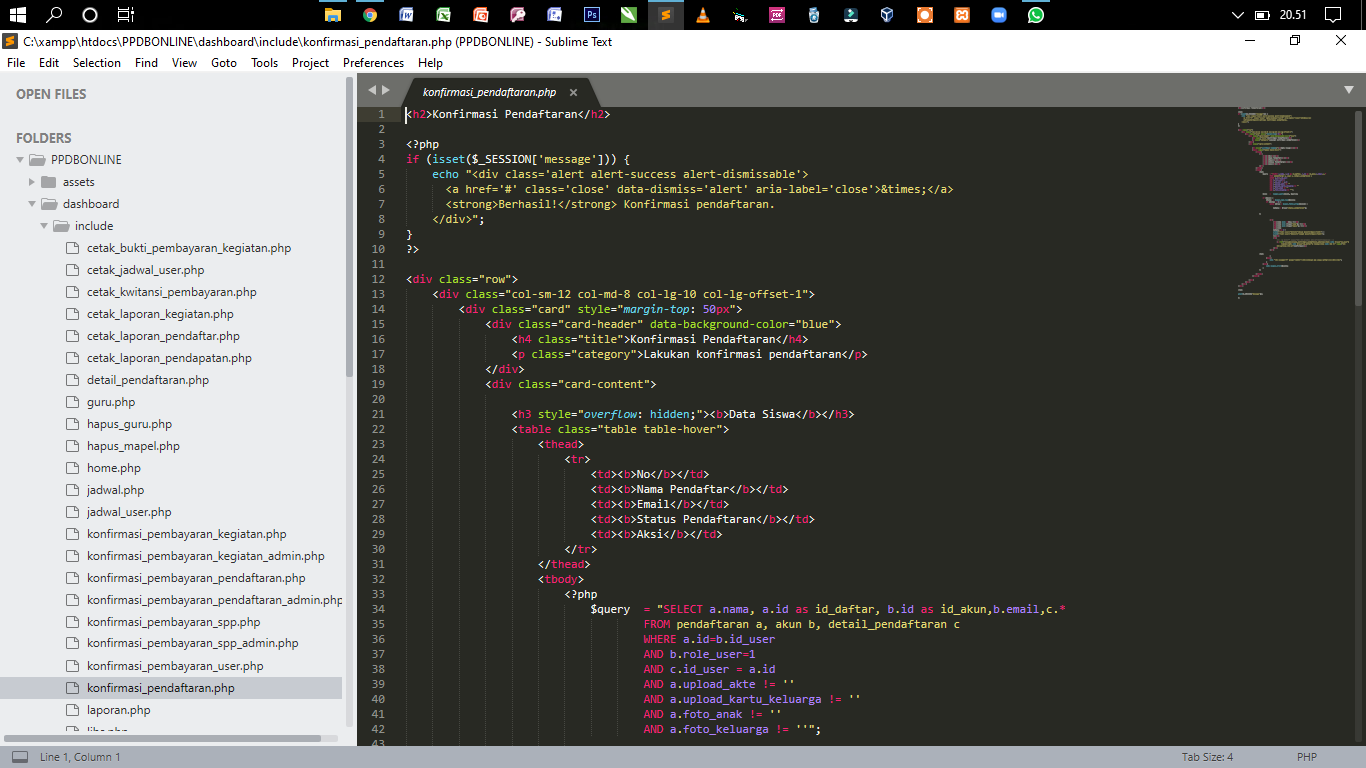 20.51
C:\xampp\htdocs\PPDBONLINE\dashboard\include\konfirmasi_pendaftaran.php (PPDBONLINE) - Sublime Text
File Edit Selection Find View Goto Tools Project Preferences Help
OPEN FILES
FOLDERS
PPDBONLINE
assets
dashboard
include
cetak_bukti_pembayaran_kegiatan.php
cetak_jadwal_user.php
cetak_kwitansi_pembayaran.php
cetak_laporan_kegiatan.php
cetak_laporan_pendaftar.php
cetak_laporan_pendapatan.php
detail_pendaftaran.php
guru.php
hapus_guru.php
hapus_mapel.php
home.php
jadwal.php
jadwal_user.php
konfirmasi_pembayaran_kegiatan.php
konfirmasi_pembayaran_kegiatan_admin.php
konfirmasi_pembayaran_pendaftaran.php
konfirmasi_pembayaran_pendaftaran_admin.php
konfirmasi_pembayaran_spp.php
konfirmasi_pembayaran_spp_admin.php
konfirmasi_pembayaran_user.php
konfirmasi_pendaftaran.php
laporan.php
konfirmasi_pendaftaran.php ×
1 <h2>Konfirmasi Pendaftaran</h2>
2
3 <?php
4 if (isset($_SESSION['message'])) {
5 echo "<div class='alert alert-success alert-dismissable'>
6 <a href='#' class='close' data-dismiss='alert' aria-label='close'>&times;</a>
7 <strong>Berhasil!</strong> Konfirmasi pendaftaran.
8 </div>";
9 }
10 ?>
11
12 <div class="row">
13 <div class="col-sm-12 col-md-8 col-lg-10 col-lg-offset-1">
14 <div class="card" style="margin-top: 50px">
15 <div class="card-header" data-background-color="blue">
16 <h4 class="title">Konfirmasi Pendaftaran</h4>
17 <p class="category">Lakukan konfirmasi pendaftaran</p>
18 </div>
19 <div class="card-content">
20
21 <h3 style="overflow: hidden;"><b>Data Siswa</b></h3>
22 <table class="table table-hover">
23 <thead>
24 <tr>
25 <td><b>No</b></td>
26 <td><b>Nama Pendaftar</b></td>
27 <td><b>Email</b></td>
28 <td><b>Status Pendaftaran</b></td>
29 <td><b>Aksi</b></td>
30 </tr>
31 </thead>
32 <tbody>
33 <?php
34 $query = "SELECT a.nama, a.id as id_daftar, b.id as id_akun,b.email,c.*
35 FROM pendaftaran a, akun b, detail_pendaftaran c
36 WHERE a.id=b.id_user
37 AND b.role_user=1
38 AND c.id_user = a.id
39 AND a.upload_akte != ''
40 AND a.upload_kartu_keluarga != ''
41 AND a.foto_anak != ''
42 AND a.foto_keluarga != ''";
43
Line 1, Column 1
Tab Size: 4
PHP